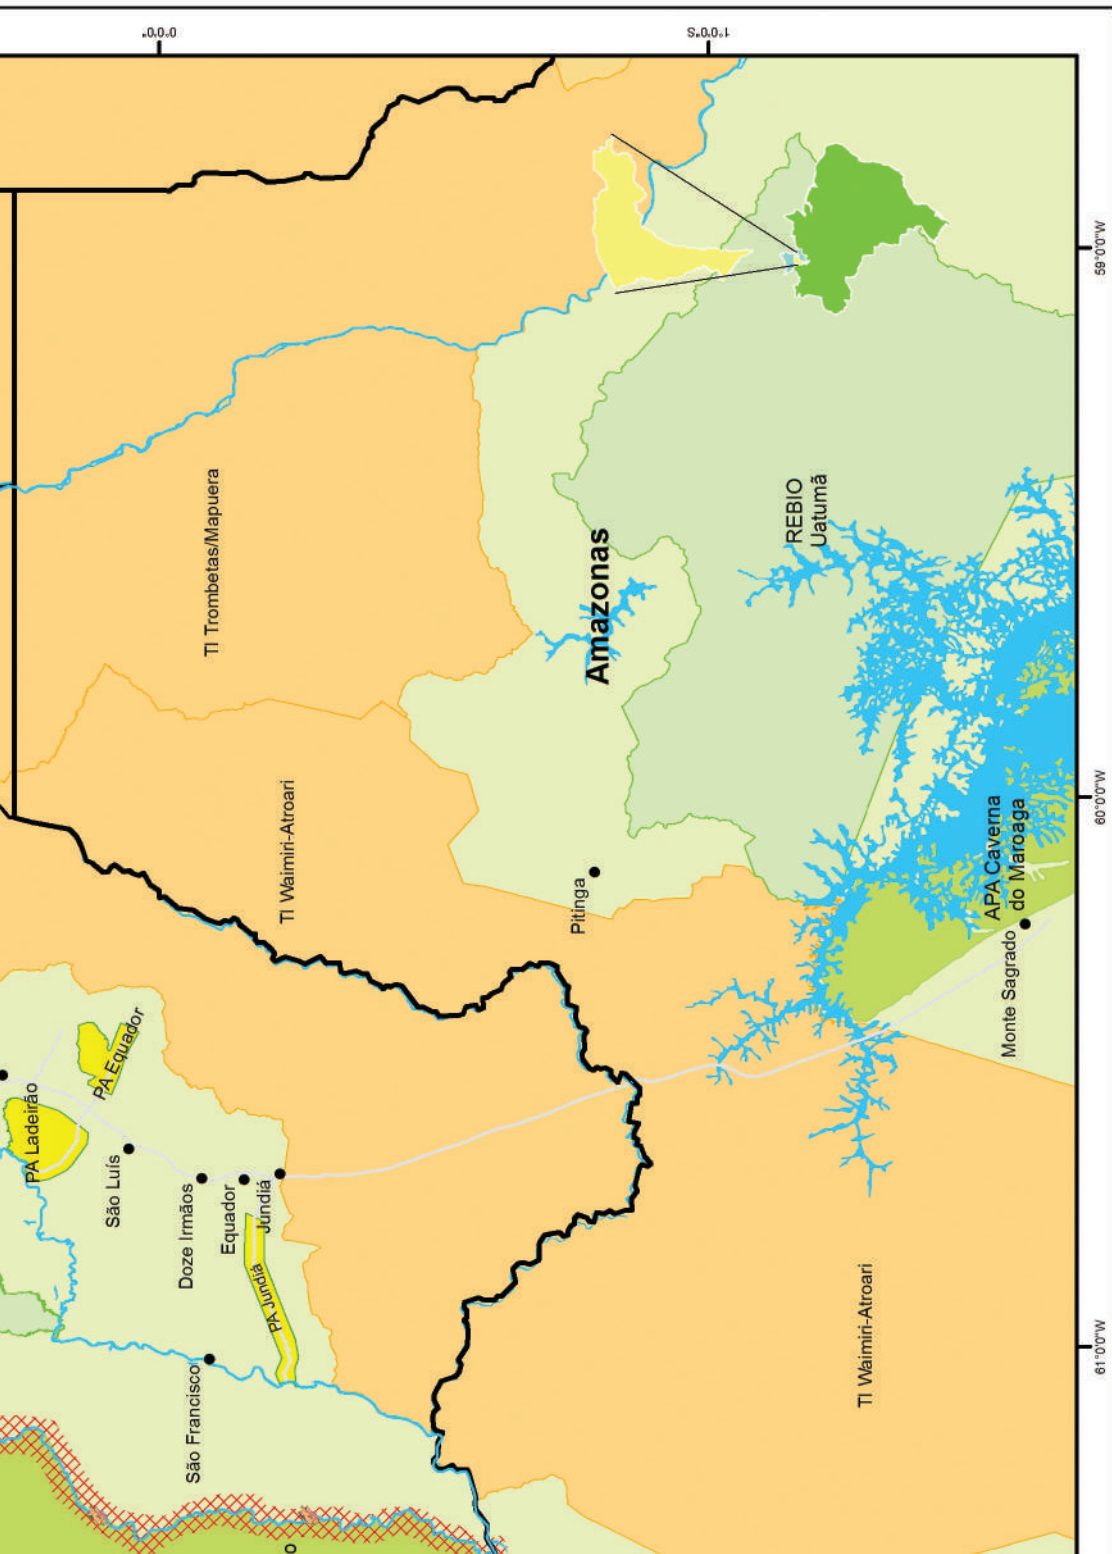 0°0'0"
1°0'0"S
59°0'0"W
60°0'0"W
61°0'0"W
TI Trombetas/Mapuera
TI Waimiri-Atroari
Amazonas
REBIO
Uatumã
Pitinga
APA Caverna
do Maroaga
Monte Sagrado
PA Equador
PA Ladeirão
São Luís
Doze Irmãos
Equador
Jundiá
PA Jundiá
São Francisco
TI Waimiri-Atroari
o